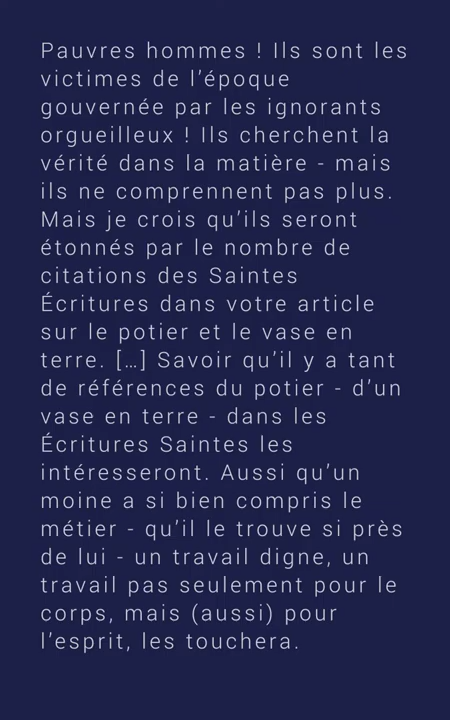 Pauvres hommes ! Ils sont les
victimes de l’époque
gouvernée par les ignorants
orgueilleux ! Ils cherchent la
vérité dans la matière - mais
ils ne comprennent pas plus.
Mais je crois qu’ils seront
étonnés par le nombre de
citations des Saintes
Écritures dans votre article
sur le potier et le vase en
terre. […] Savoir qu’il y a tant
de références du potier - d’un
vase en terre - dans les
Écritures Saintes les
intéresseront. Aussi qu’un
moine a si bien compris le
métier - qu’il le trouve si près
de lui - un travail digne, un
travail pas seulement pour le
corps, mais (aussi) pour
l’esprit, les touchera.